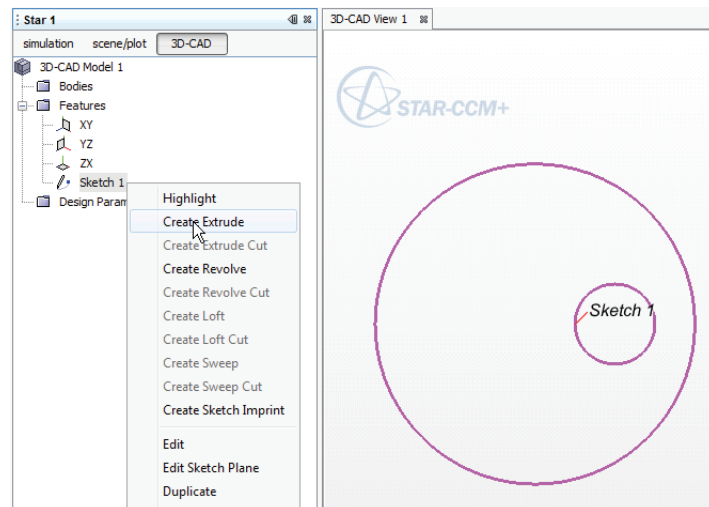 Star 1
simulation scene/plot 3D-CAD
3D-CAD Model 1
Bodies
Features
XY
YZ
ZX
Sketch 1
Design Param
Highlight
Create Extrude
Create Extrude Cut
Create Revolve
Create Revolve Cut
Create Loft
Create Loft Cut
Create Sweep
Create Sweep Cut
Create Sketch Imprint
Edit
Edit Sketch Plane
Duplicate
3D-CAD View 1
STAR-CCM+
Sketch 1